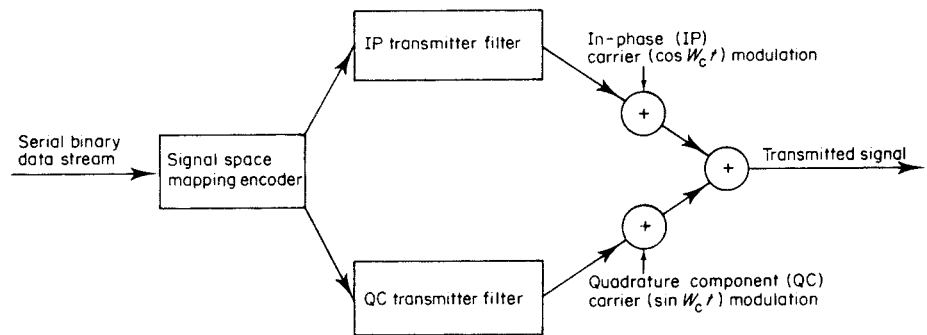 IP transmitter filter
In-phase (IP)
carrier (cos W_c t) modulation
+
Serial binary
data stream
Signal space
mapping encoder
+
Transmitted signal
+
QC transmitter filter
Quadrature component (QC)
carrier (sin W_c t) modulation